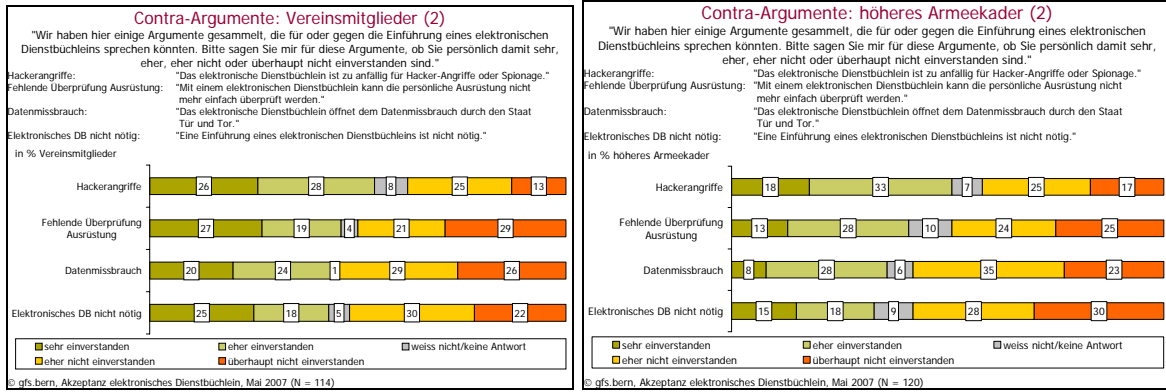 Contra-Argumente: Vereinsmitglieder (2)
"Wir haben hier einige Argumente gesammelt, die für oder gegen die Einführung eines elektronischen
Dienstbüchleins sprechen könnten. Bitte sagen Sie mir für diese Argumente, ob Sie persönlich damit sehr,
eher, eher nicht oder überhaupt nicht einverstanden sind."
Hackerangriffe: "Das elektronische Dienstbüchlein ist zu anfällig für Hacker-Angriffe oder Spionage."
Fehlende Überprüfung Ausrüstung: "Mit einem elektronischen Dienstbüchlein kann die persönliche Ausrüstung nicht
mehr einfach überprüft werden."
Datenmissbrauch: "Das elektronische Dienstbüchlein öffnet dem Datenmissbrauch durch den Staat
Tür und Tor."
Elektronisches DB nicht nötig: "Eine Einführung eines elektronischen Dienstbüchleins ist nicht nötig."
in % Vereinsmitglieder
Hackerangriffe 26 28 8 25 13
Fehlende Überprüfung
Ausrüstung 27 19 4 21 29
Datenmissbrauch 20 24 1 29 26
Elektronisches DB nicht nötig 25 18 5 30 22
sehr einverstanden eher einverstanden weiss nicht/keine Antwort
eher nicht einverstanden überhaupt nicht einverstanden
© gfs.bern, Akzeptanz elektronisches Dienstbüchlein, Mai 2007 (N = 114)
Contra-Argumente: höheres Armeekader (2)
"Wir haben hier einige Argumente gesammelt, die für oder gegen die Einführung eines elektronischen
Dienstbüchleins sprechen könnten. Bitte sagen Sie mir für diese Argumente, ob Sie persönlich damit sehr,
eher, eher nicht oder überhaupt nicht einverstanden sind."
Hackerangriffe: "Das elektronische Dienstbüchlein ist zu anfällig für Hacker-Angriffe oder Spionage."
Fehlende Überprüfung Ausrüstung: "Mit einem elektronischen Dienstbüchlein kann die persönliche Ausrüstung nicht
mehr einfach überprüft werden."
Datenmissbrauch: "Das elektronische Dienstbüchlein öffnet dem Datenmissbrauch durch den Staat
Tür und Tor."
Elektronisches DB nicht nötig: "Eine Einführung eines elektronischen Dienstbüchleins ist nicht nötig."
in % höheres Armeekader
Hackerangriffe 18 33 7 25 17
Fehlende Überprüfung
Ausrüstung 13 28 10 24 25
Datenmissbrauch 8 28 6 35 23
Elektronisches DB nicht nötig 15 18 9 28 30
sehr einverstanden eher einverstanden weiss nicht/keine Antwort
eher nicht einverstanden überhaupt nicht einverstanden
© gfs.bern, Akzeptanz elektronisches Dienstbüchlein, Mai 2007 (N = 120)